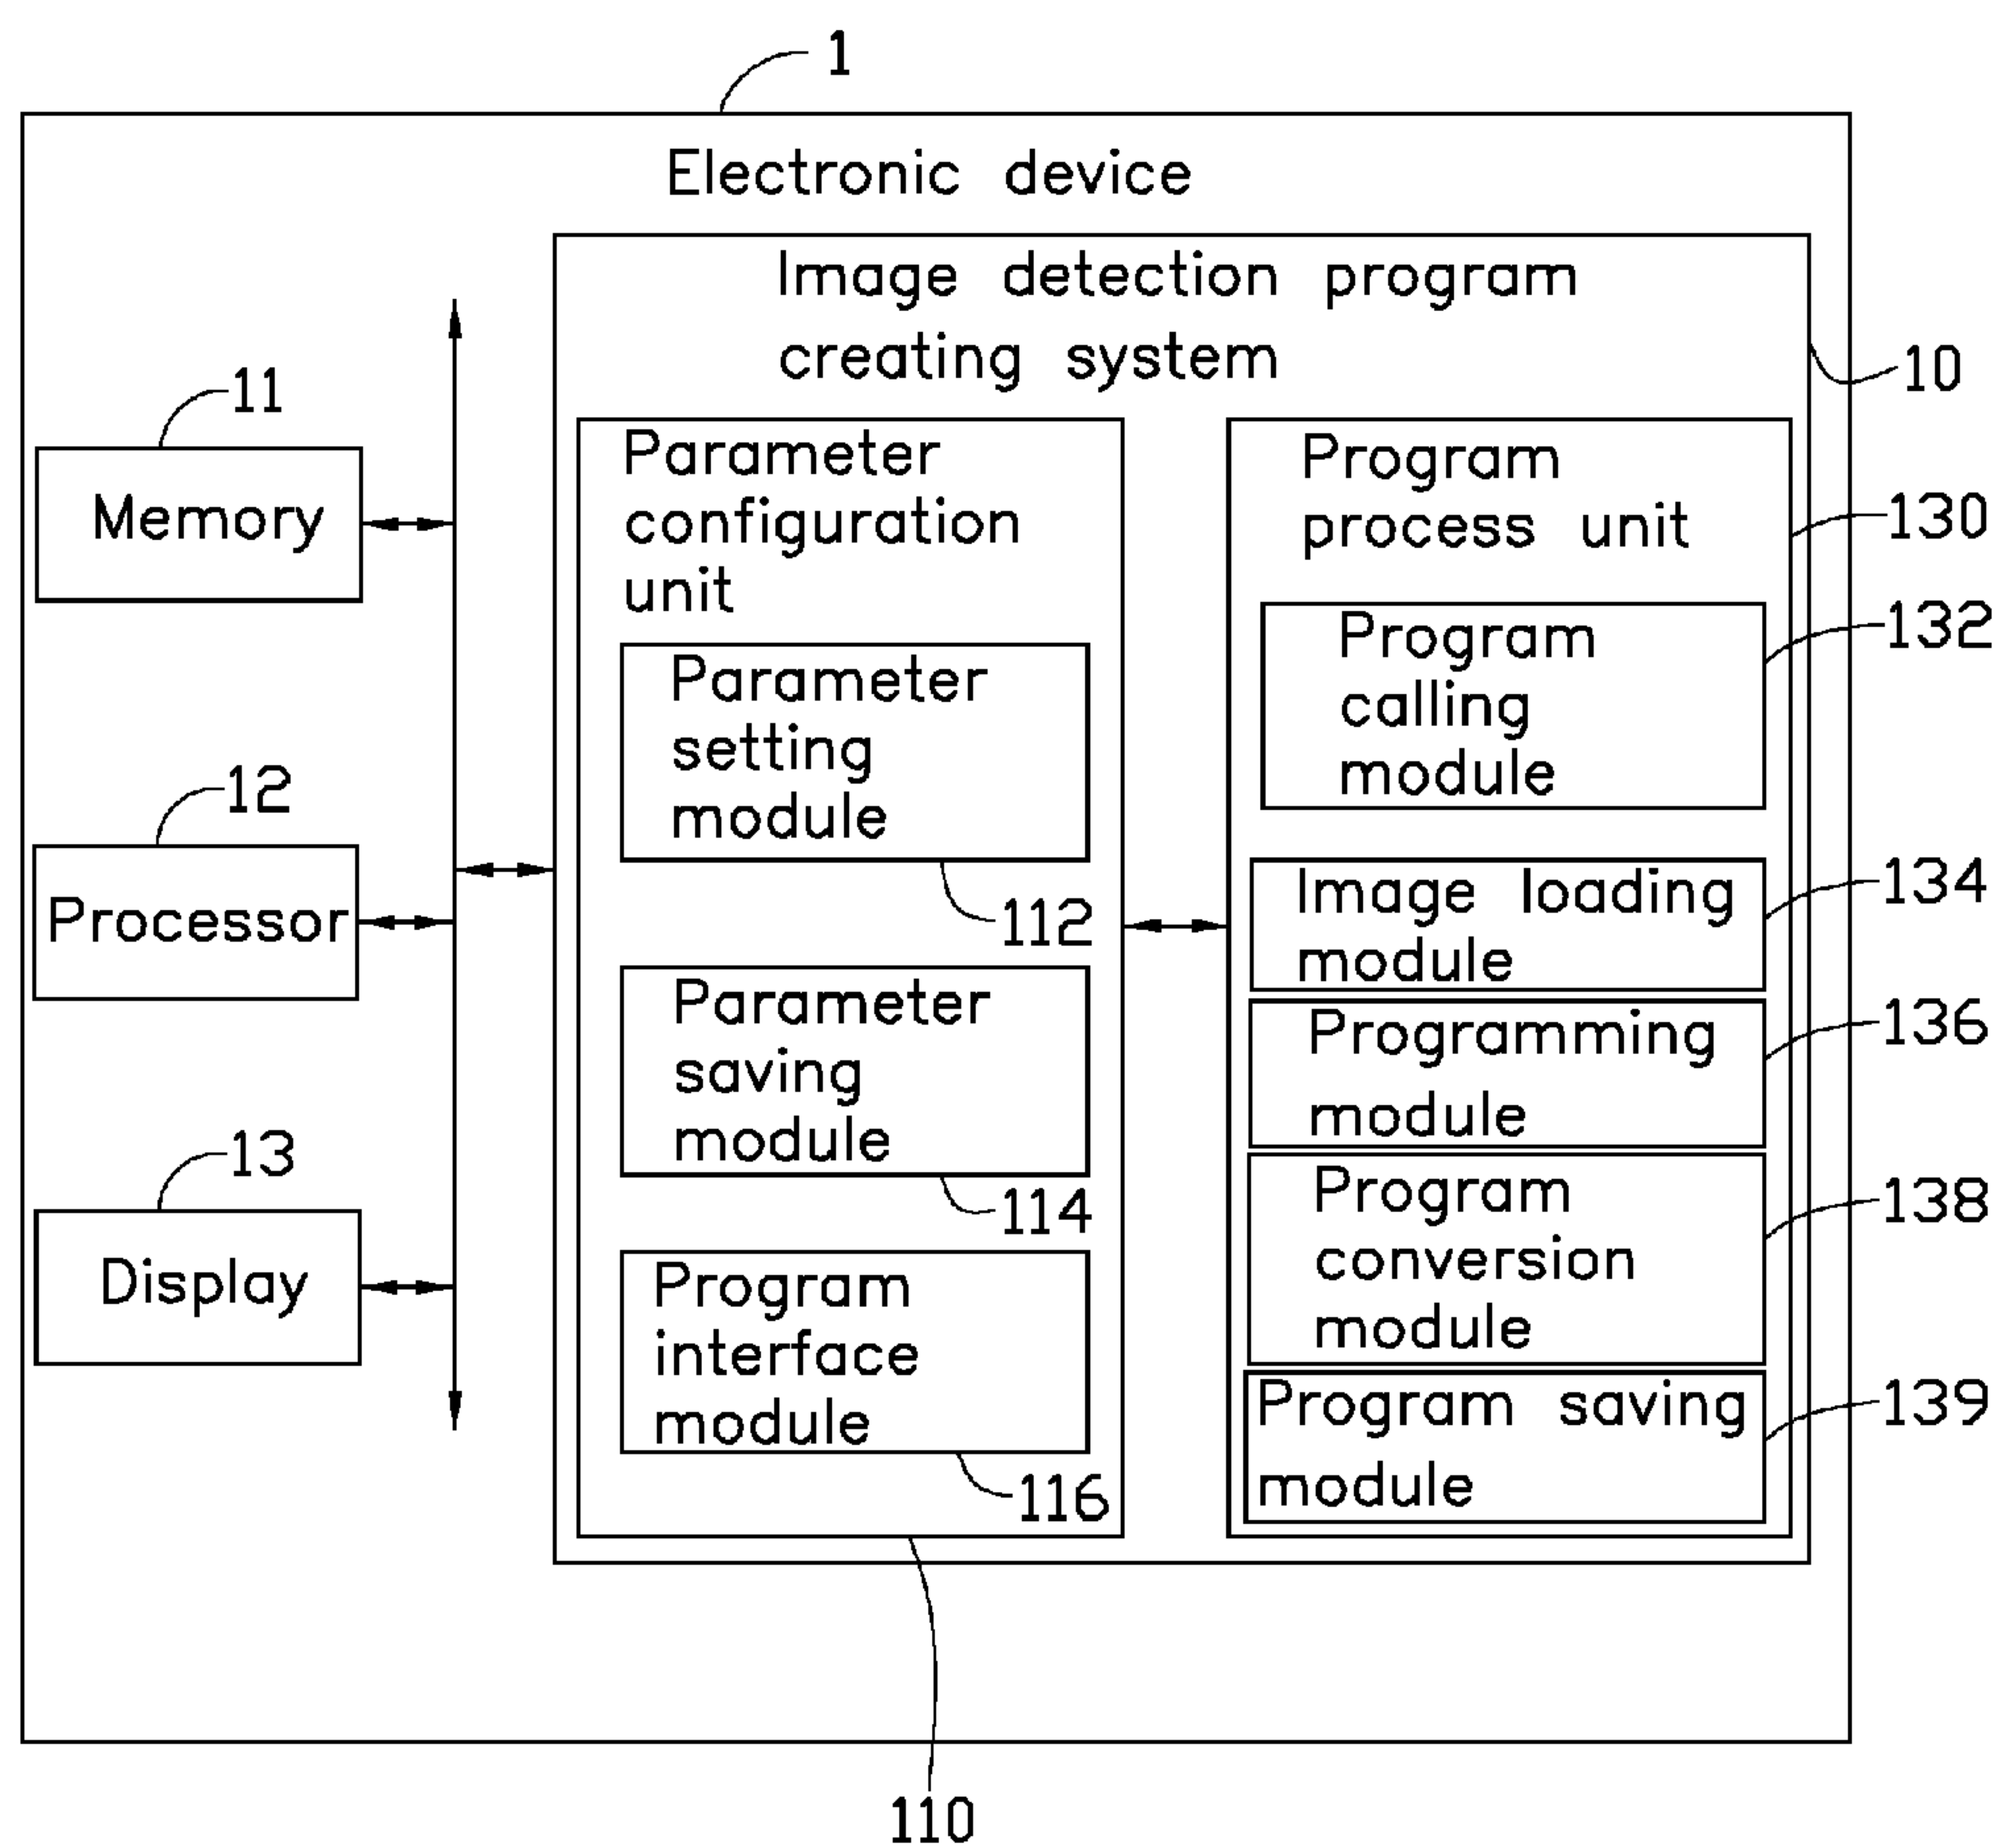 1
Electronic device
Image detection program
creating system
10
11
Memory
12
Processor
13
Display
Parameter
configuration
unit
Parameter
setting
module
112
Parameter
saving
module
114
Program
interface
module
116
110
Program
process unit
130
Program
calling
module
132
Image loading
module
134
Programming
module
136
Program
conversion
module
138
Program saving
module
139